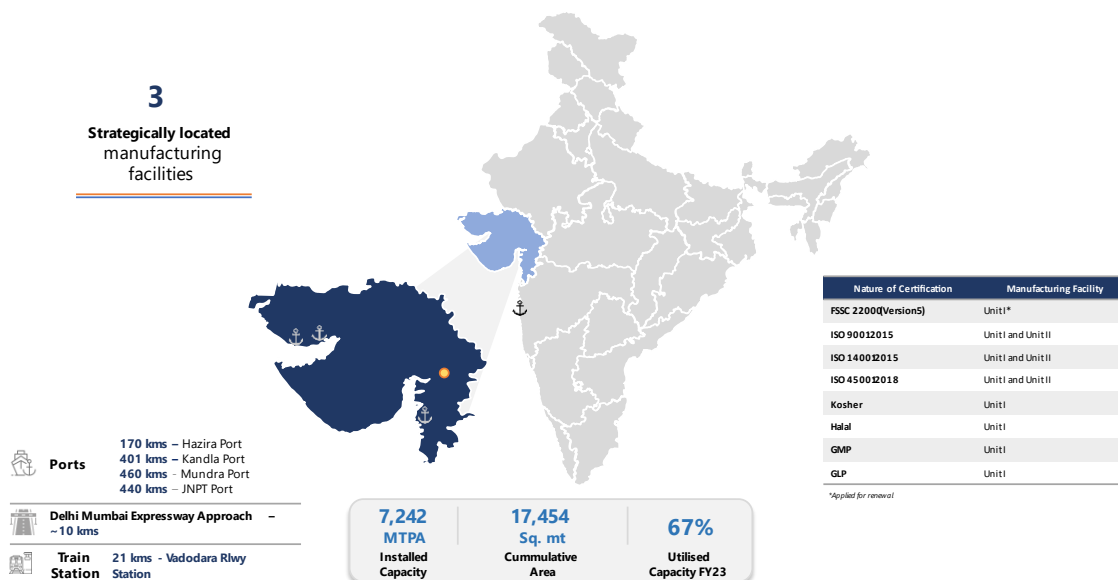 3
Strategically located
manufacturing
facilities
Ports
170 kms – Hazira Port
401 kms – Kandla Port
460 kms - Mundra Port
440 kms – JNPT Port
Delhi Mumbai Expressway Approach –
~10 kms
Train
Station
21 kms - Vadodara Rlwy
Station
7,242
MTPA
Installed
Capacity
17,454
Sq. mt
Cummulative
Area
67%
Utilised
Capacity FY23
Nature of Certification Manufacturing Facility
FSSC 22000(Version5) Unit I*
ISO 90012015 Unit I and Unit II
ISO 140012015 Unit I and Unit II
ISO 450012018 Unit I and Unit II
Kosher Unit I
Halal Unit I
GMP Unit I
GLP Unit I
*Applied for renewal